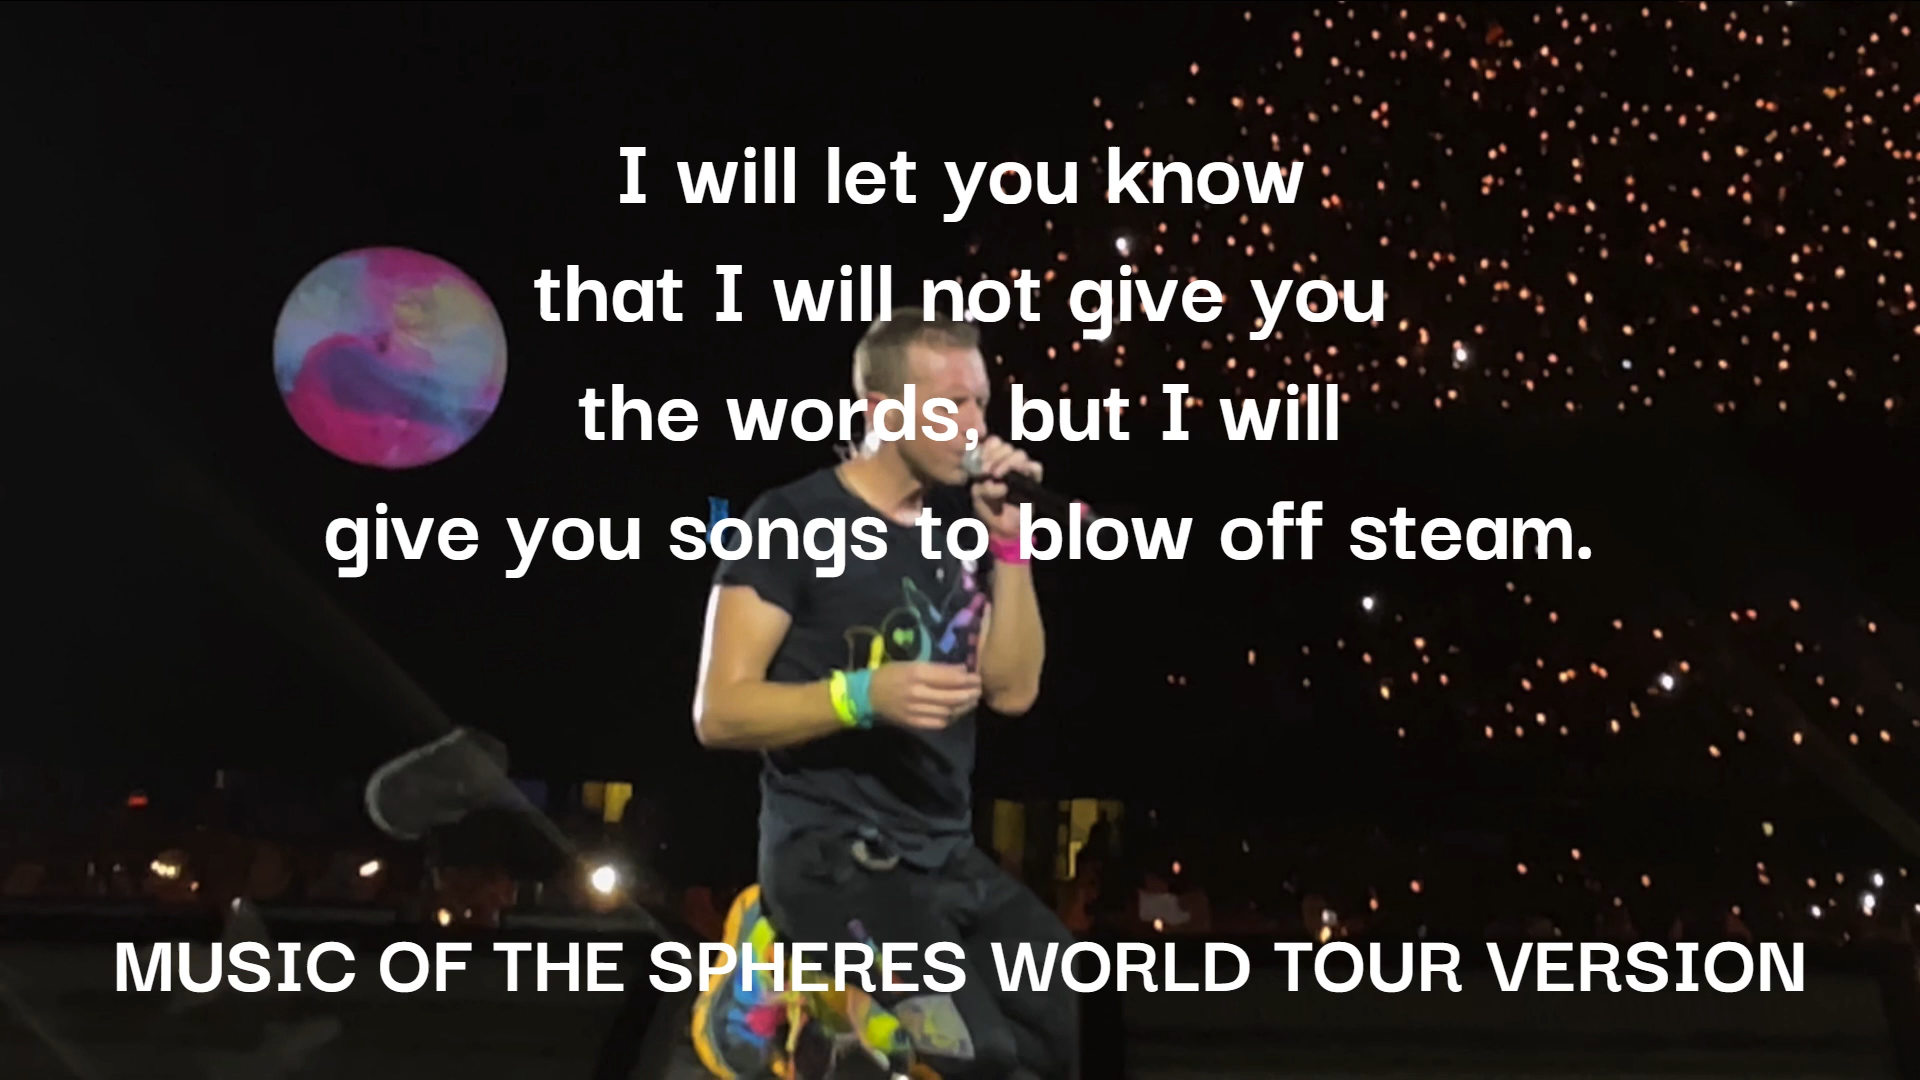 I will let you know
that I will not give you
the words, but I will
give you songs to blow off steam.
MUSIC OF THE SPHERES WORLD TOUR VERSION